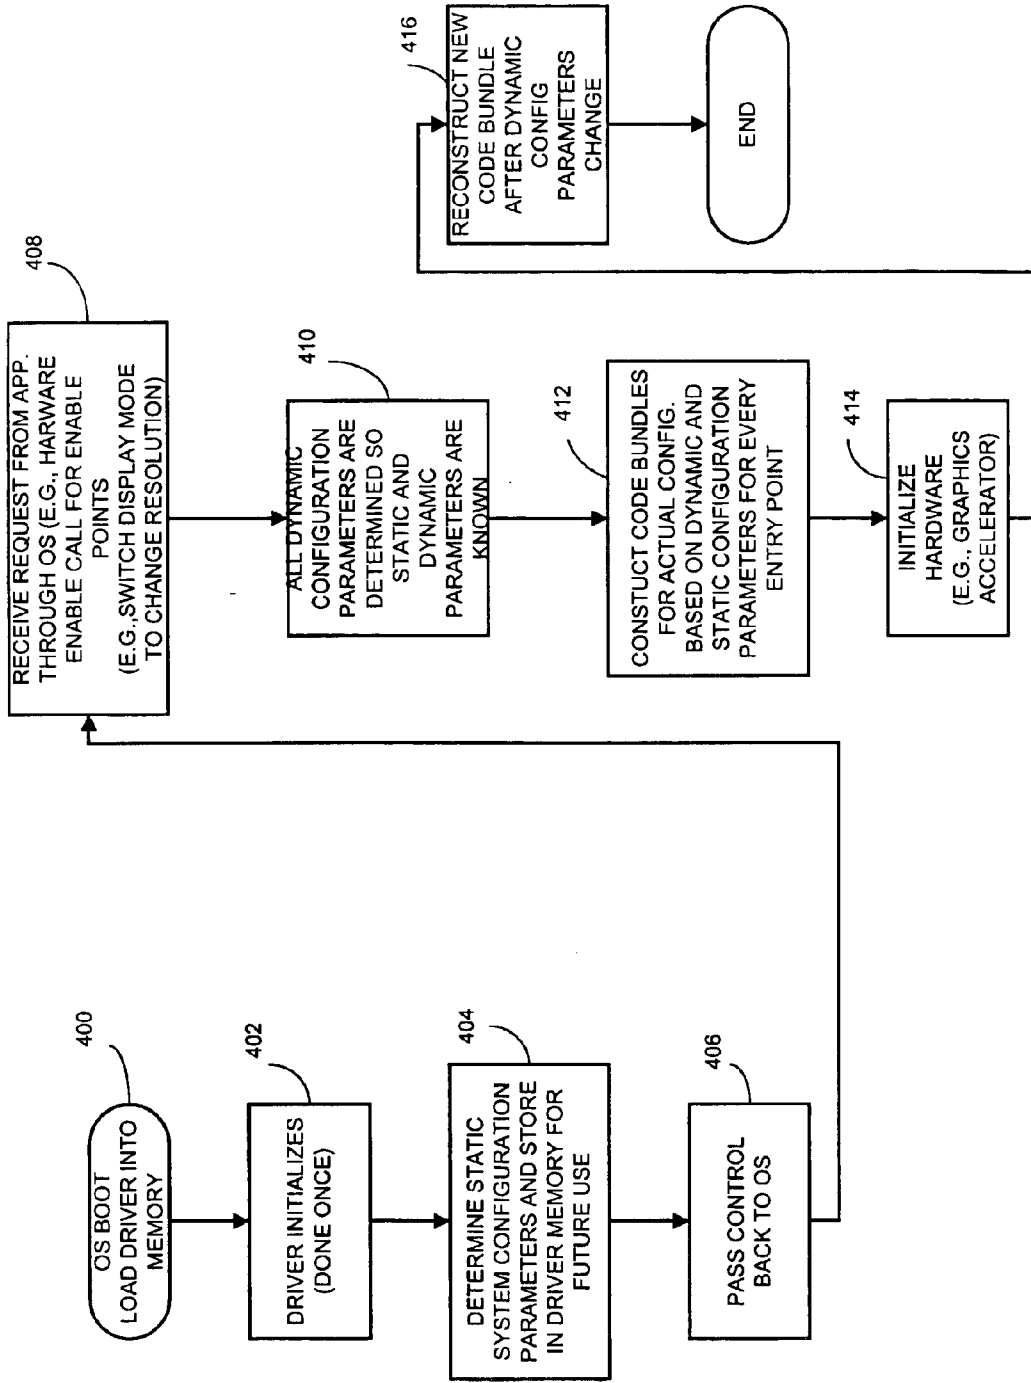 400
OS BOOT
LOAD DRIVER INTO
MEMORY
402
DRIVER INITIALIZES
(DONE ONCE)
404
DETERMINE STATIC
SYSTEM CONFIGURATION
PARAMETERS AND STORE
IN DRIVER MEMORY FOR
FUTURE USE
406
PASS CONTROL
BACK TO OS
408
RECEIVE REQUEST FROM APP.
THROUGH OS (E.G., HARWARE
ENABLE CALL FOR ENABLE
POINTS
(E.G.,SWITCH DISPLAY MODE
TO CHANGE RESOLUTION)
410
ALL DYNAMIC
CONFIGURATION
PARAMETERS ARE
DETERMINED SO
STATIC AND
DYNAMIC
PARAMETERS ARE
KNOWN
412
CONSTUCT CODE BUNDLES
FOR ACTUAL CONFIG.
BASED ON DYNAMIC AND
STATIC CONFIGURATION
PARAMETERS FOR EVERY
ENTRY POINT
414
INITIALIZE
HARDWARE
(E.G., GRAPHICS
ACCELERATOR)
416
RECONSTRUCT NEW
CODE BUNDLE
AFTER DYNAMIC
CONFIG
PARAMETERS
CHANGE
END